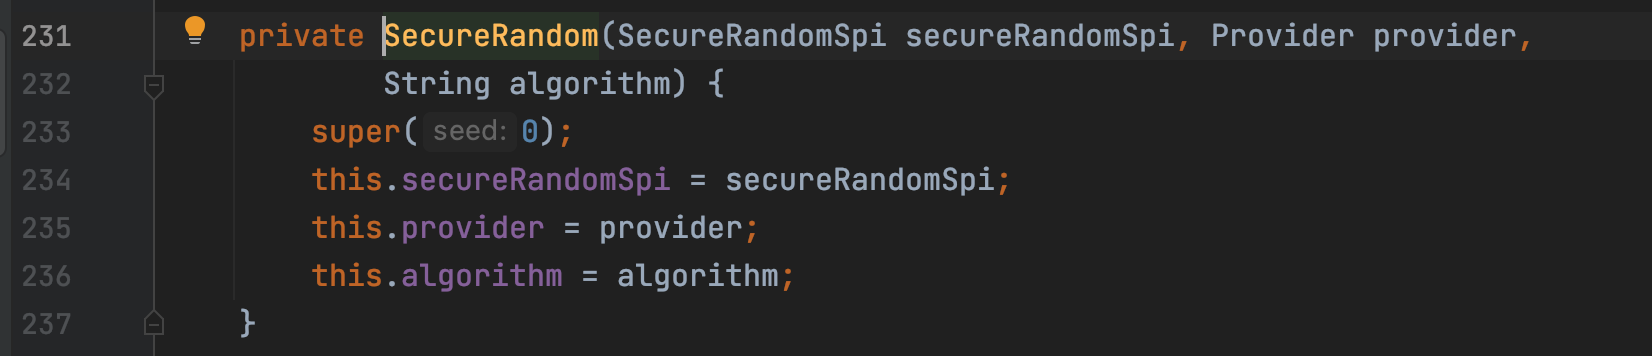 231 private SecureRandom(SecureRandomSpi secureRandomSpi, Provider provider,
232 String algorithm) {
233 super( seed: 0);
234 this.secureRandomSpi = secureRandomSpi;
235 this.provider = provider;
236 this.algorithm = algorithm;
237 }